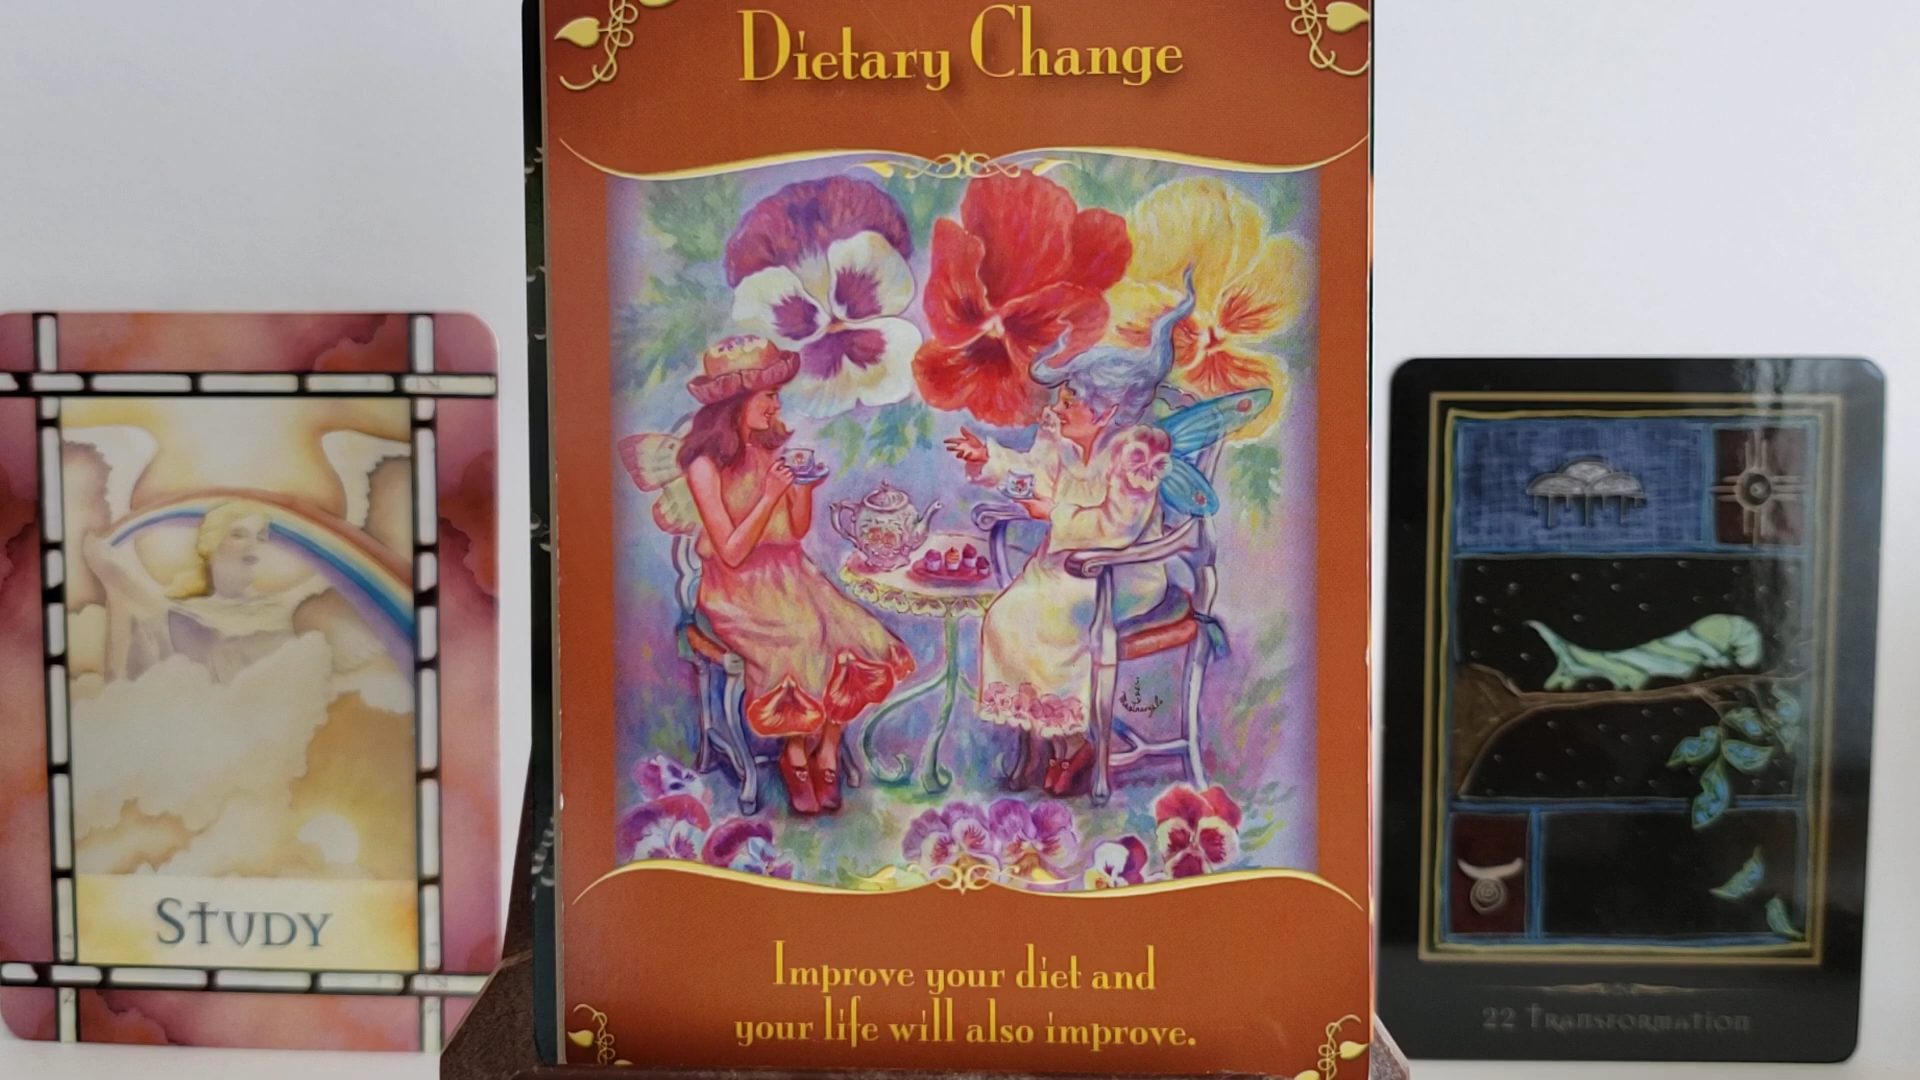 Dietary Change
Improve your diet and
your life will also improve.
Study
22 Transformation